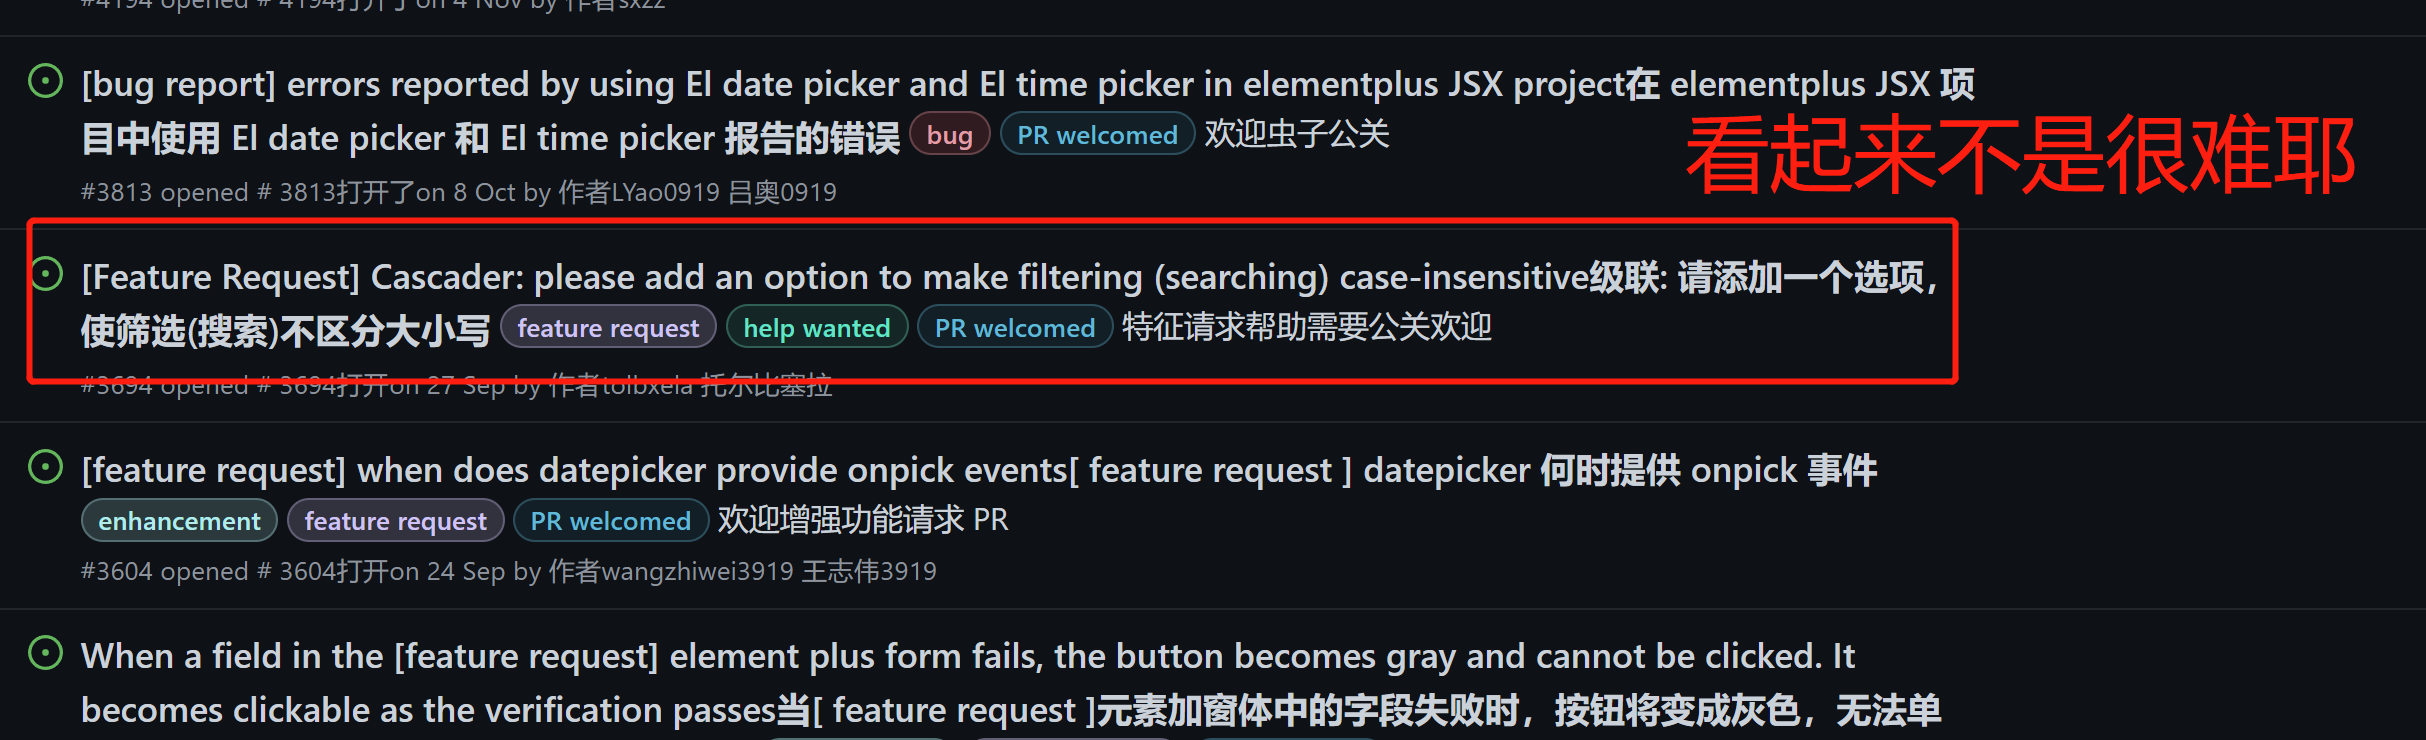 #4194 opened # 4194打开了on 4 Nov by 作者sxzz
[bug report] errors reported by using El date picker and El time picker in elementplus JSX project在 elementplus JSX 项
目中使用 El date picker 和 El time picker 报告的错误 bug PR welcomed 欢迎虫子公关
看起来不是很难耶
#3813 opened # 3813打开了on 8 Oct by 作者LYao0919 吕奥0919
[Feature Request] Cascader: please add an option to make filtering (searching) case-insensitive级联: 请添加一个选项，
使筛选(搜索)不区分大小写 feature request help wanted PR welcomed 特征请求帮助需要公关欢迎
#3694 opened # 3694打开on 27 Sep by 作者tolbxela 托尔比塞拉
[feature request] when does datepicker provide onpick events[ feature request ] datepicker 何时提供 onpick 事件
enhancement feature request PR welcomed 欢迎增强功能请求 PR
#3604 opened # 3604打开on 24 Sep by 作者wangzhiwei3919 王志伟3919
When a field in the [feature request] element plus form fails, the button becomes gray and cannot be clicked. It
becomes clickable as the verification passes当[ feature request ]元素加窗体中的字段失败时，按钮将变成灰色，无法单